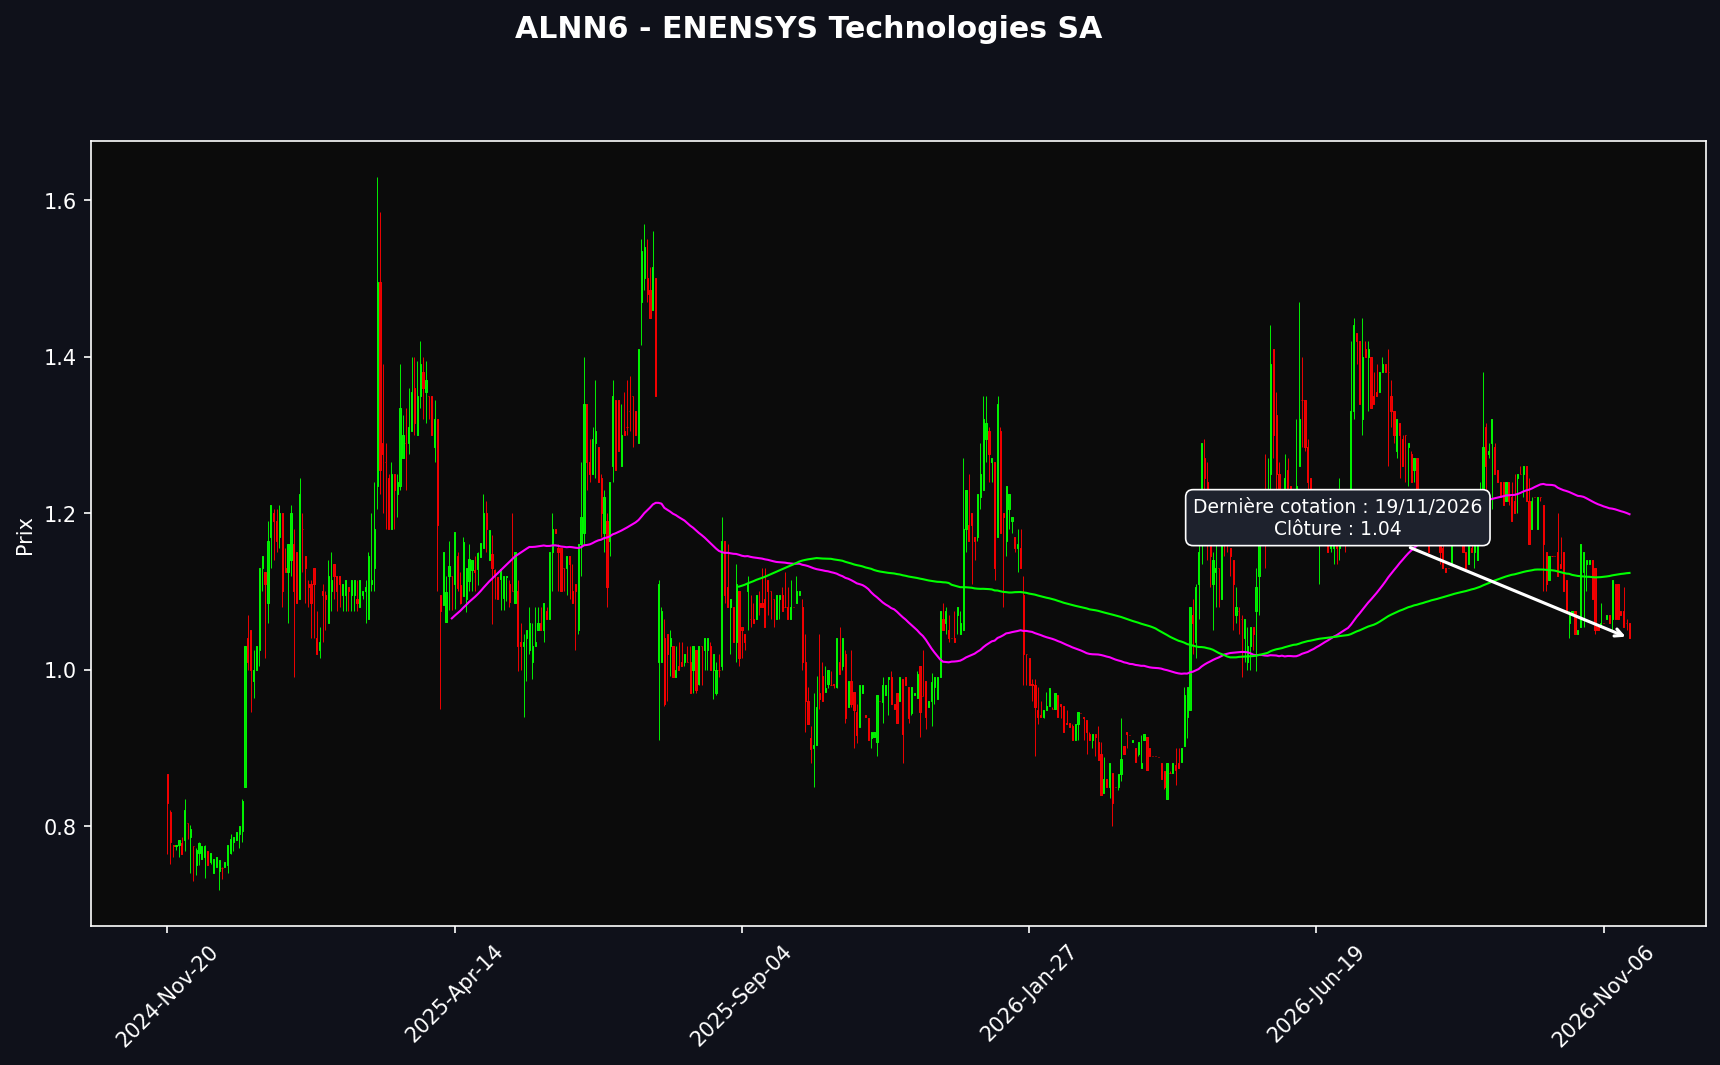 ALNN6 - ENENSYS Technologies SA
Prix
1.6
1.4
1.2
1.0
0.8
Dernière cotation : 19/11/2026
Clôture : 1.04
2024-Nov-20
2025-Apr-14
2025-Sep-04
2026-Jan-27
2026-Jun-19
2026-Nov-06